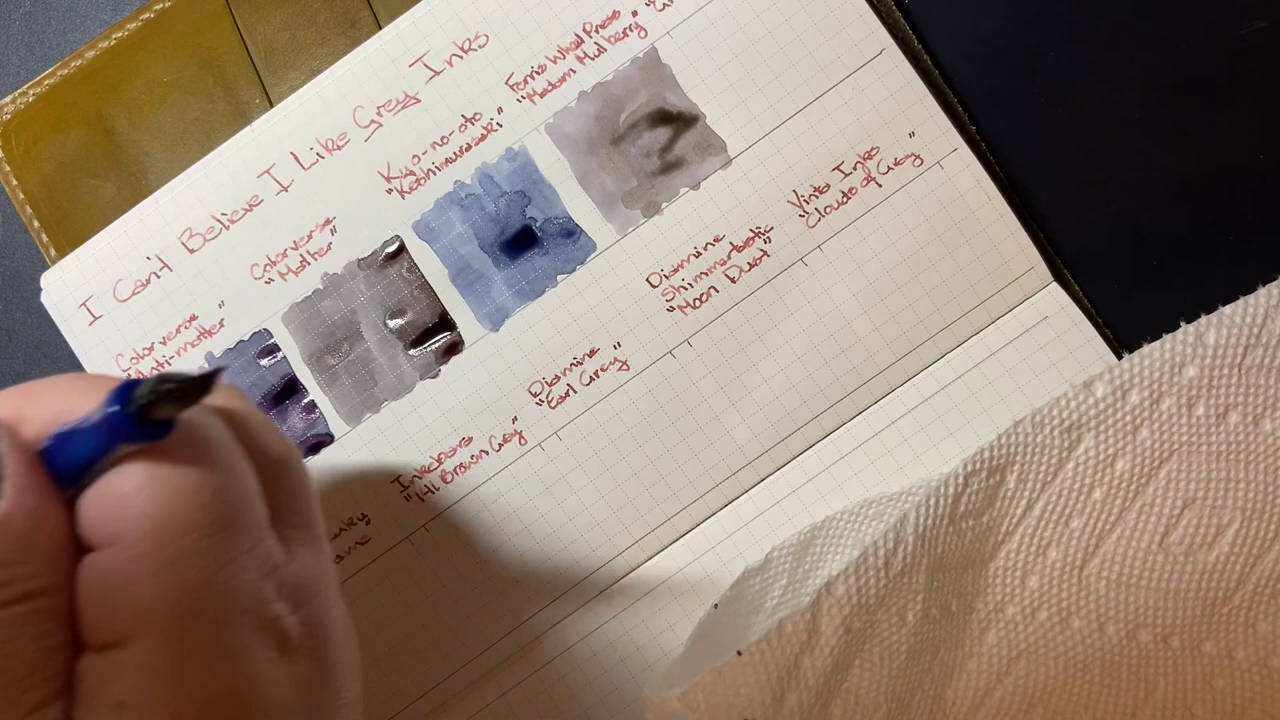 I Can't Believe I Like Grey Inks
Colorverse
"Anti-matter"
Colorverse
"Matter"
Kyo-no-oto
"Keshimurasaki"
Ferris Wheel Press
"Madam Mulberry"
Inkebara
"141 Brown Grey"
Diamine
"Earl Grey"
Diamine
Shimmertastic
"Moon Dust"
Vinta Inks
"Clouds of Grey"